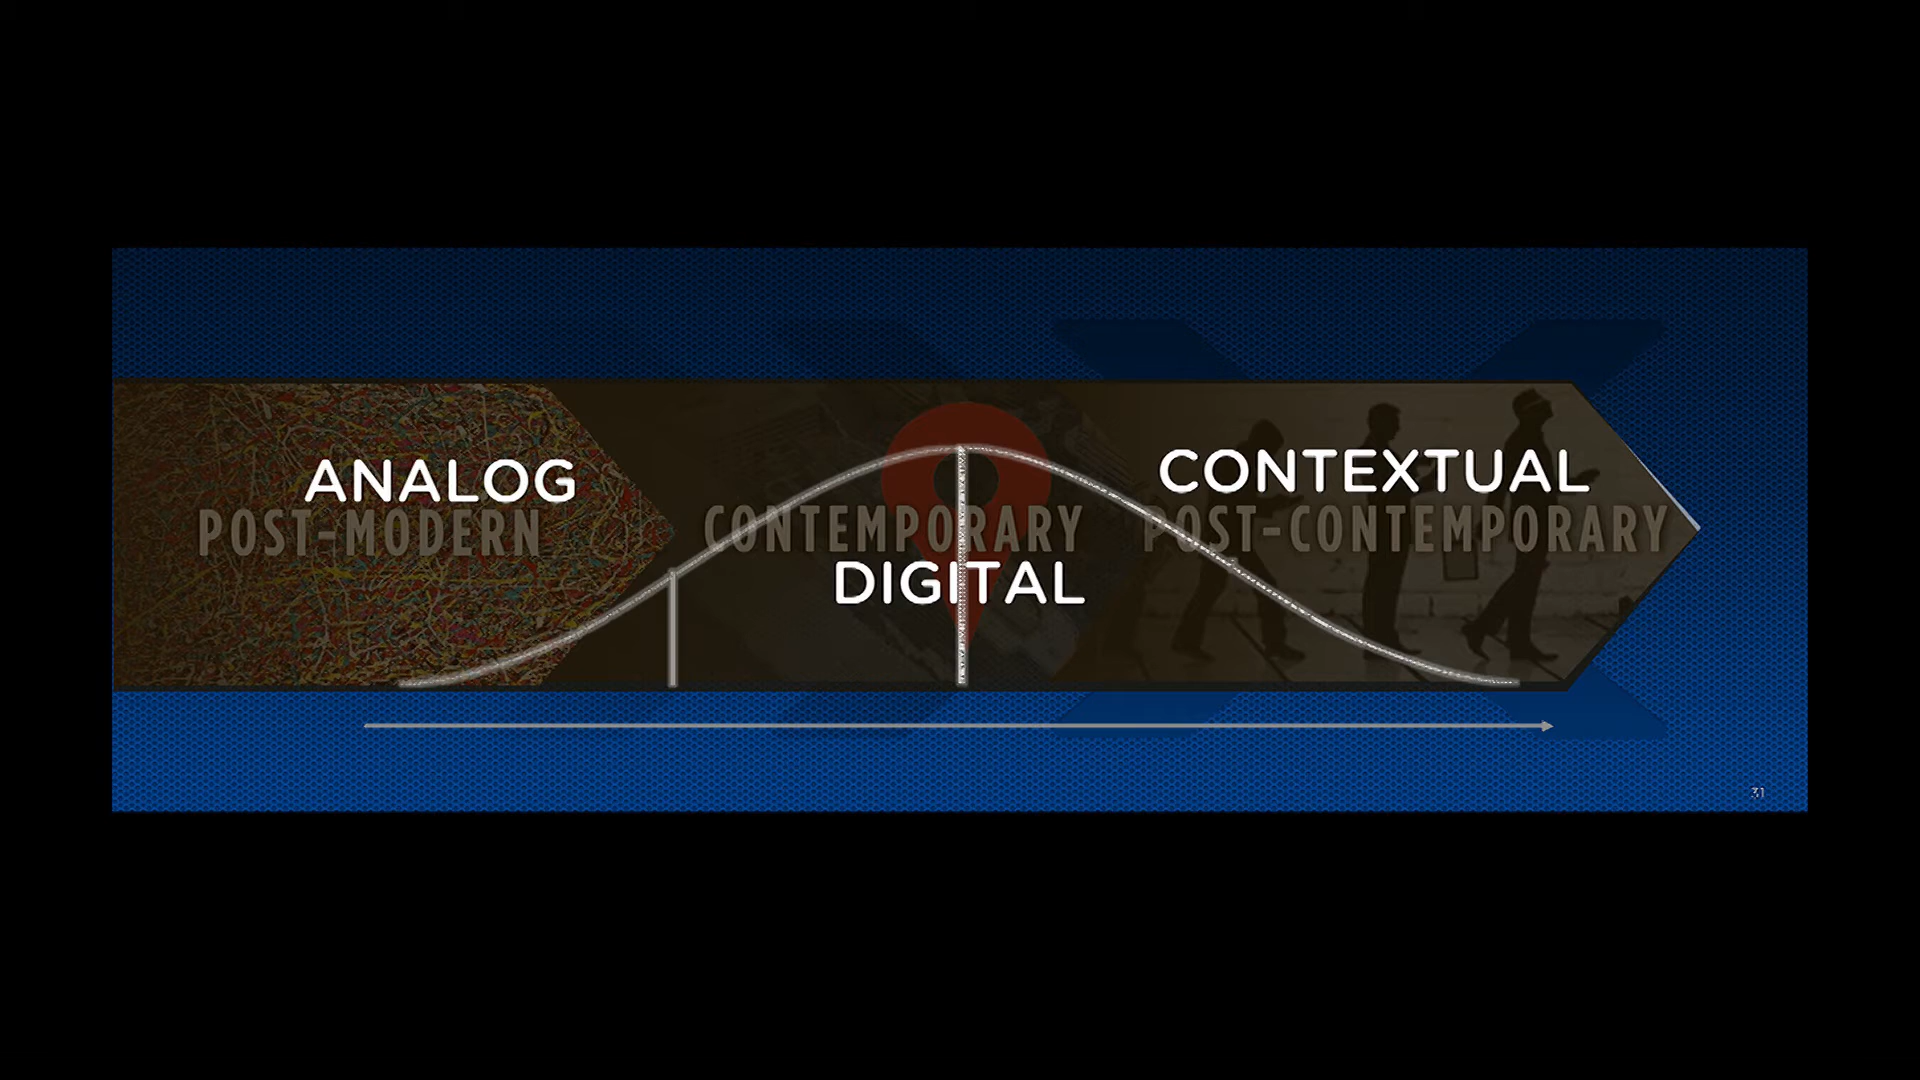 ANALOG
POST-MODERN
CONTEMPORARY
DIGITAL
CONTEXTUAL
POST-CONTEMPORARY
31